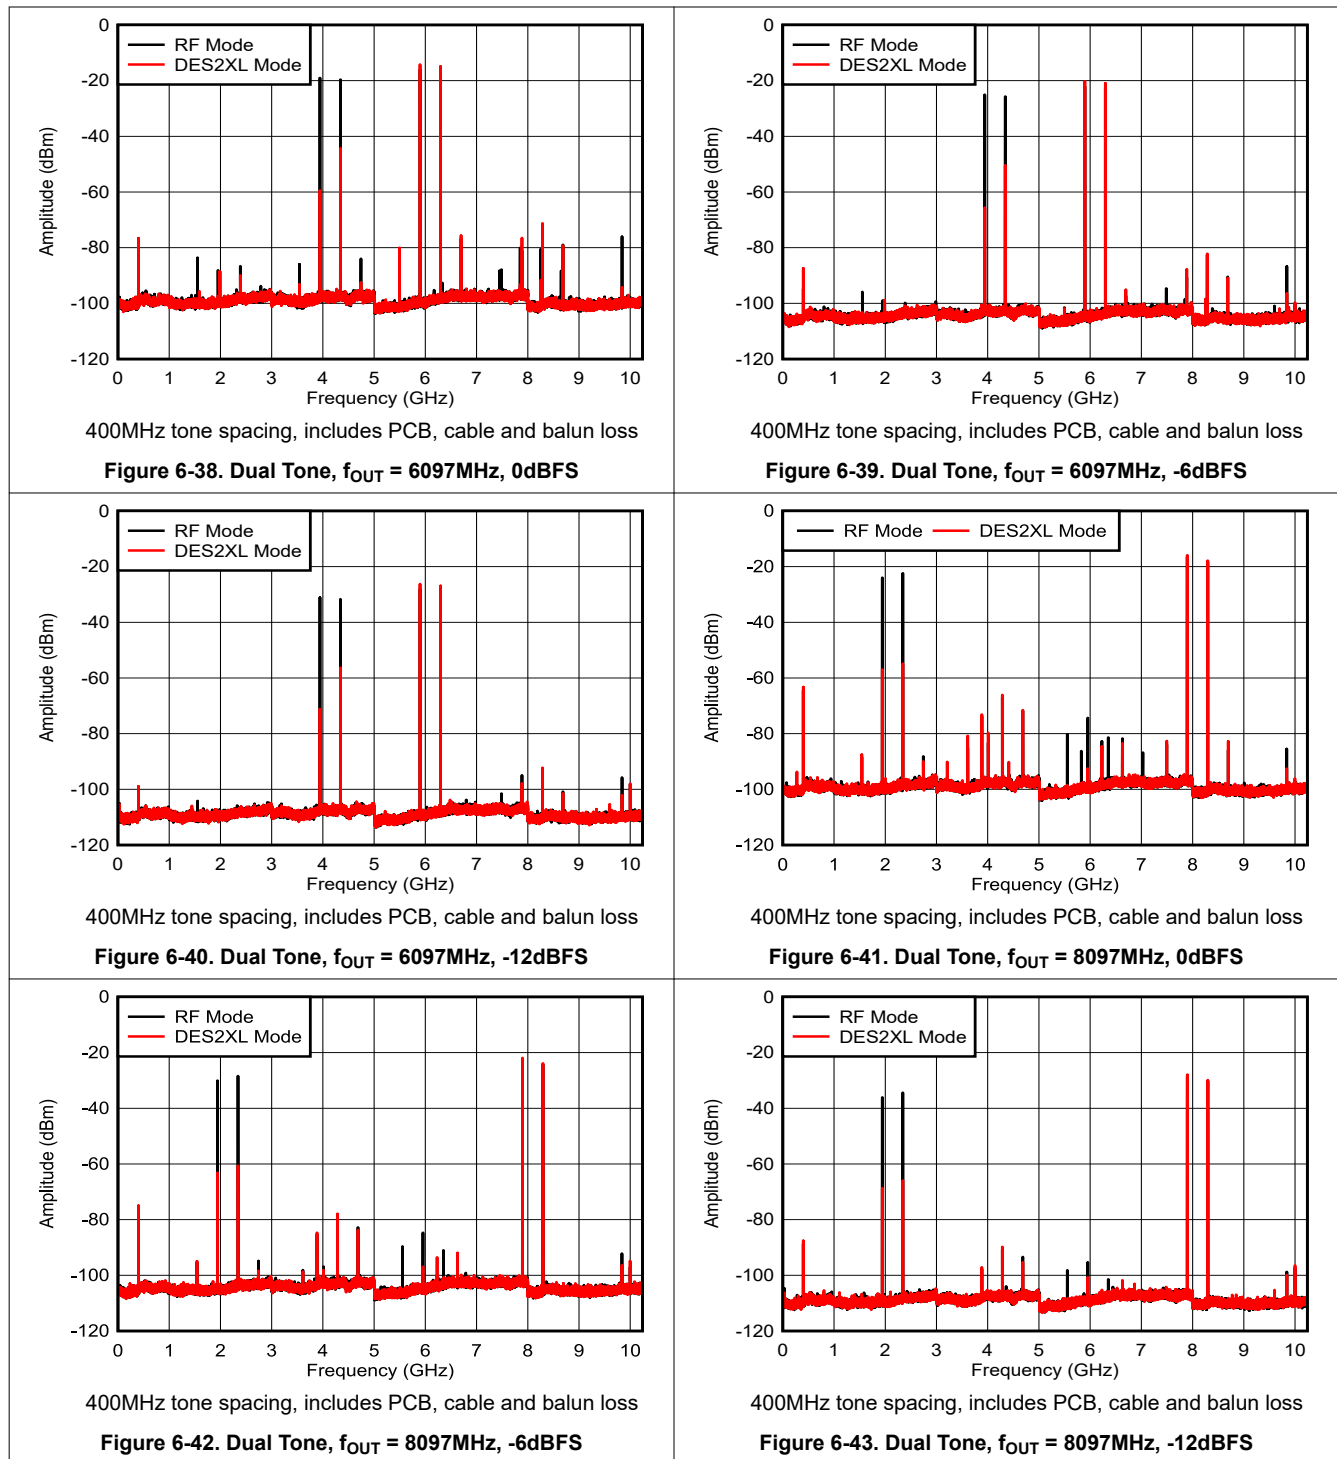 0
-20
-40
-60
-80
-100
-120
Amplitude (dBm)
RF Mode
DES2XL Mode
0 1 2 3 4 5 6 7 8 9 10
Frequency (GHz)
400MHz tone spacing, includes PCB, cable and balun loss
Figure 6-38. Dual Tone, fOUT = 6097MHz, 0dBFS
0
-20
-40
-60
-80
-100
-120
Amplitude (dBm)
RF Mode
DES2XL Mode
0 1 2 3 4 5 6 7 8 9 10
Frequency (GHz)
400MHz tone spacing, includes PCB, cable and balun loss
Figure 6-39. Dual Tone, fOUT = 6097MHz, -6dBFS
0
-20
-40
-60
-80
-100
-120
Amplitude (dBm)
RF Mode
DES2XL Mode
0 1 2 3 4 5 6 7 8 9 10
Frequency (GHz)
400MHz tone spacing, includes PCB, cable and balun loss
Figure 6-40. Dual Tone, fOUT = 6097MHz, -12dBFS
0
-20
-40
-60
-80
-100
-120
Amplitude (dBm)
RF Mode DES2XL Mode
0 1 2 3 4 5 6 7 8 9 10
Frequency (GHz)
400MHz tone spacing, includes PCB, cable and balun loss
Figure 6-41. Dual Tone, fOUT = 8097MHz, 0dBFS
0
-20
-40
-60
-80
-100
-120
Amplitude (dBm)
RF Mode
DES2XL Mode
0 1 2 3 4 5 6 7 8 9 10
Frequency (GHz)
400MHz tone spacing, includes PCB, cable and balun loss
Figure 6-42. Dual Tone, fOUT = 8097MHz, -6dBFS
0
-20
-40
-60
-80
-100
-120
Amplitude (dBm)
RF Mode
DES2XL Mode
0 1 2 3 4 5 6 7 8 9 10
Frequency (GHz)
400MHz tone spacing, includes PCB, cable and balun loss
Figure 6-43. Dual Tone, fOUT = 8097MHz, -12dBFS